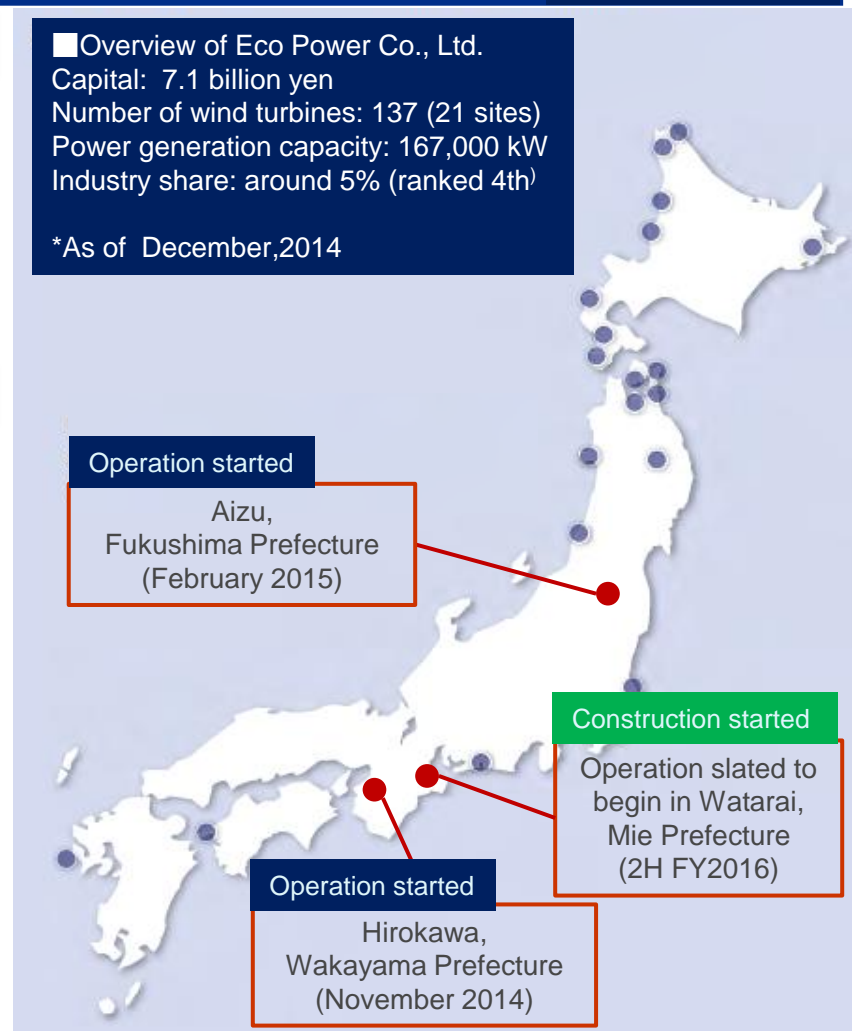 ■Overview of Eco Power Co., Ltd.
Capital: 7.1 billion yen
Number of wind turbines: 137 (21 sites)
Power generation capacity: 167,000 kW
Industry share: around 5% (ranked 4th)
*As of December,2014
Operation started
Aizu,
Fukushima Prefecture
(February 2015)
Construction started
Operation slated to
begin in Watarai,
Mie Prefecture
(2H FY2016)
Operation started
Hirokawa,
Wakayama Prefecture
(November 2014)